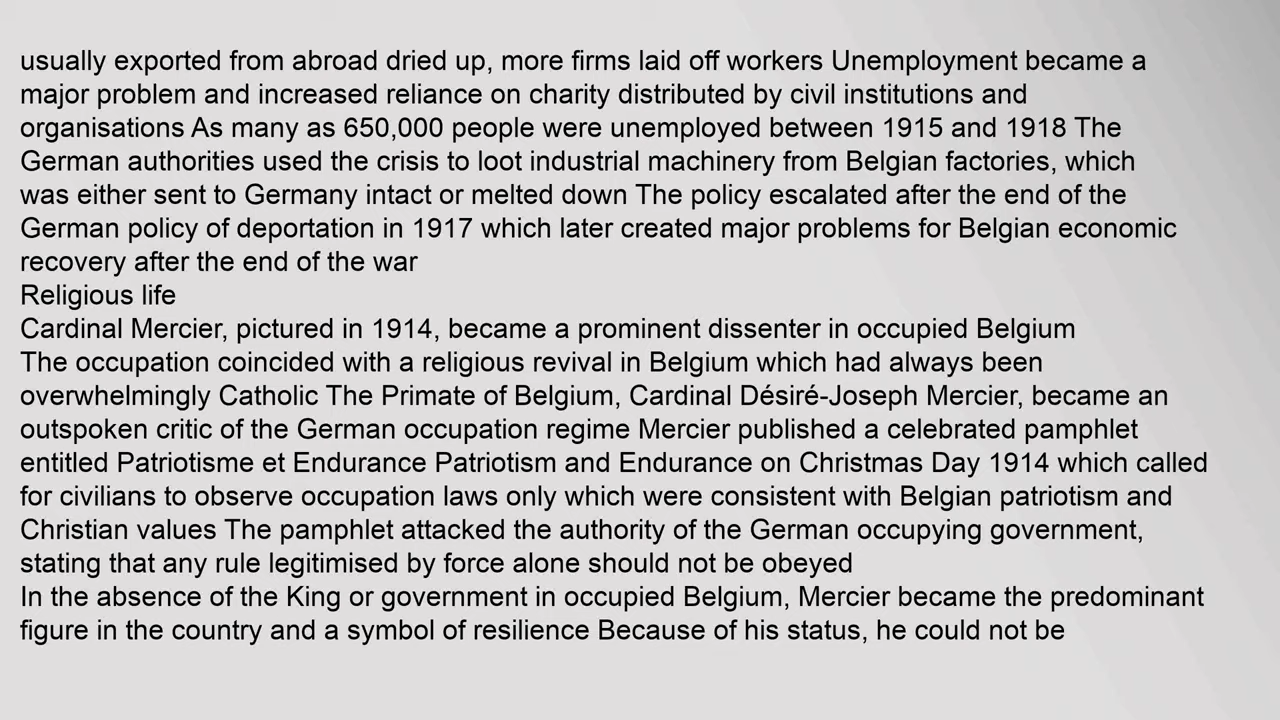 usually exported from abroad dried up, more firms laid off workers Unemployment became a
major problem and increased reliance on charity distributed by civil institutions and
organisations As many as 650,000 people were unemployed between 1915 and 1918 The
German authorities used the crisis to loot industrial machinery from Belgian factories, which
was either sent to Germany intact or melted down The policy escalated after the end of the
German policy of deportation in 1917 which later created major problems for Belgian economic
recovery after the end of the war
Religious life
Cardinal Mercier, pictured in 1914, became a prominent dissenter in occupied Belgium
The occupation coincided with a religious revival in Belgium which had always been
overwhelmingly Catholic The Primate of Belgium, Cardinal Désiré-Joseph Mercier, became an
outspoken critic of the German occupation regime Mercier published a celebrated pamphlet
entitled Patriotisme et Endurance Patriotism and Endurance on Christmas Day 1914 which called
for civilians to observe occupation laws only which were consistent with Belgian patriotism and
Christian values The pamphlet attacked the authority of the German occupying government,
stating that any rule legitimised by force alone should not be obeyed
In the absence of the King or government in occupied Belgium, Mercier became the predominant
figure in the country and a symbol of resilience Because of his status, he could not be